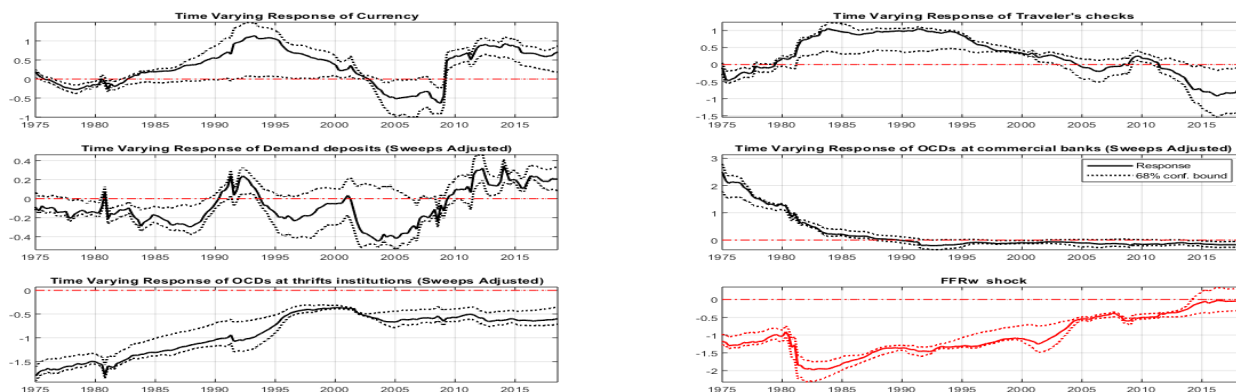 Time Varying Response of Currency
1
0.5
0
-0.5
-1
1975 1980 1985 1990 1995 2000 2005 2010 2015
Time Varying Response of Traveler's checks
1
0.5
0
-0.5
-1
-1.5
1975 1980 1985 1990 1995 2000 2005 2010 2015
Time Varying Response of Demand deposits (Sweeps Adjusted)
0.4
0.2
0
-0.2
-0.4
1975 1980 1985 1990 1995 2000 2005 2010 2015
Time Varying Response of OCDs at commercial banks (Sweeps Adjusted)
3
2
1
0
Response
68% conf. bound
1975 1980 1985 1990 1995 2000 2005 2010 2015
Time Varying Response of OCDs at thrifts institutions (Sweeps Adjusted)
0
-0.5
-1
-1.5
1975 1980 1985 1990 1995 2000 2005 2010 2015
FFRw shock
0
-0.5
-1
-1.5
-2
1975 1980 1985 1990 1995 2000 2005 2010 2015